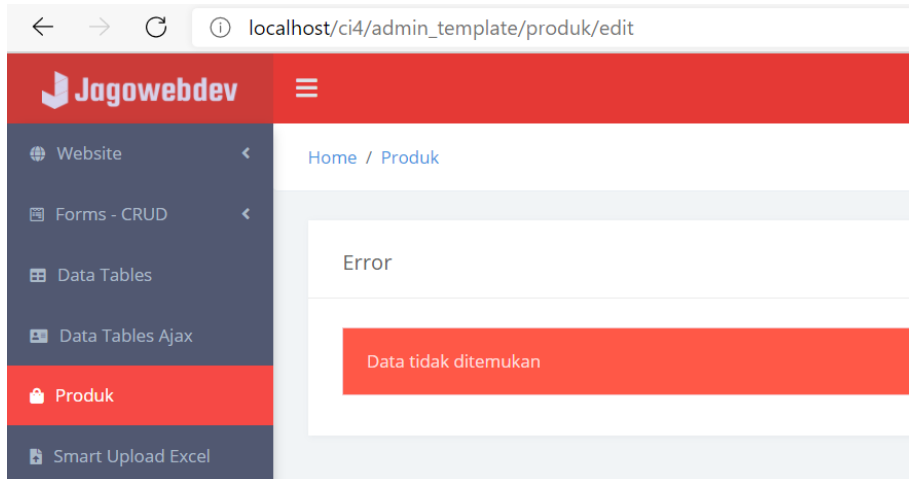 localhost/ci4/admin_template/produk/edit
Jagowebdev
Website
Home / Produk
Forms - CRUD
Error
Data Tables
Data Tables Ajax
Data tidak ditemukan
Produk
Smart Upload Excel